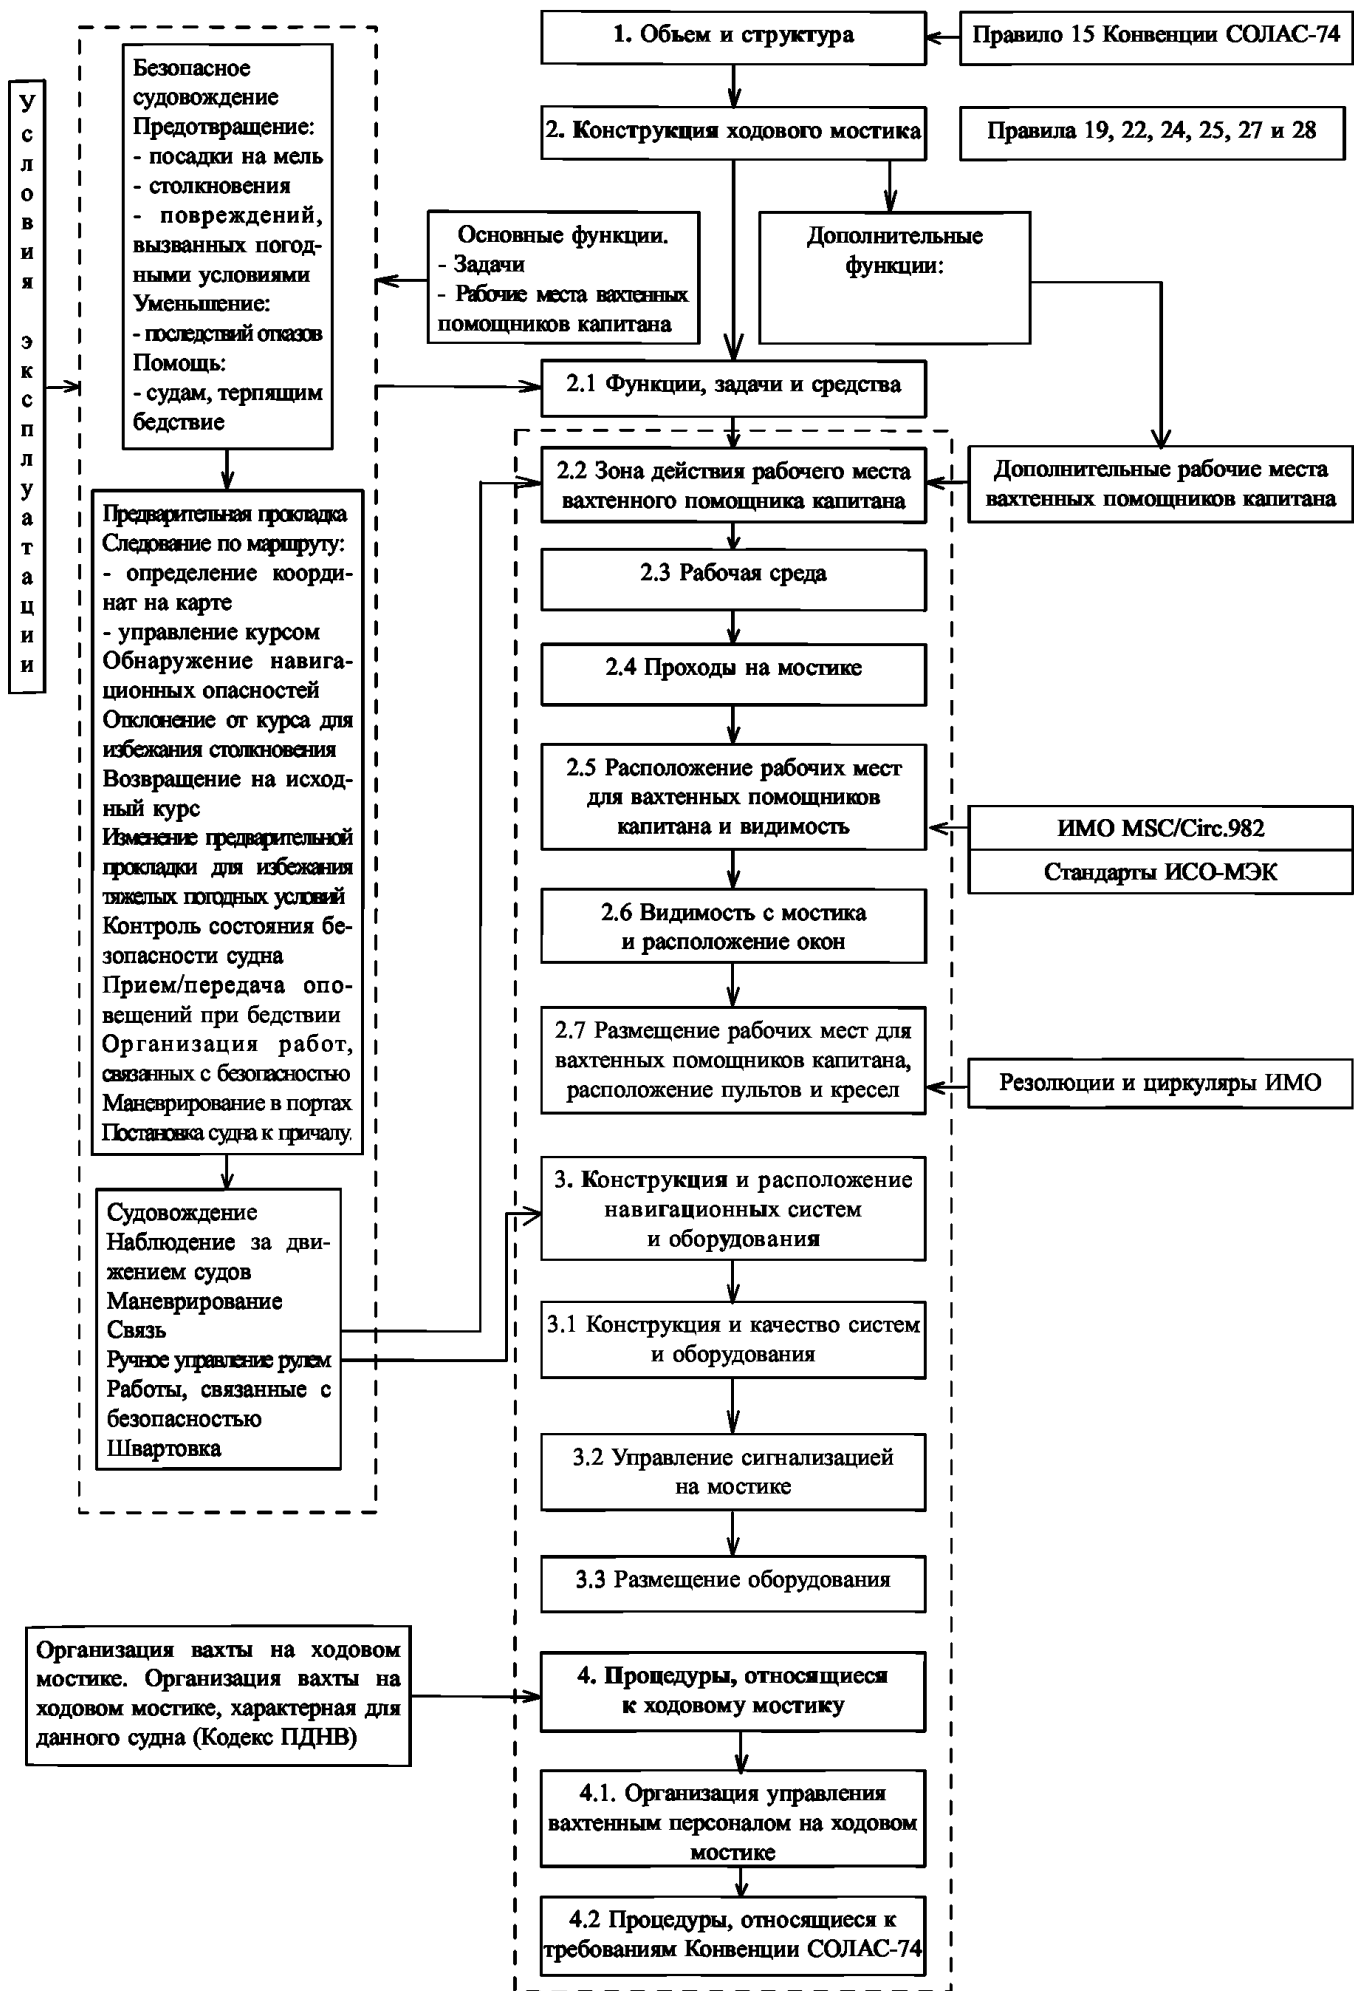 Условия эксплуатации
Безопасное
судовождение
Предотвращение:
- посадки на мель
- столкновения
- повреждений,
вызванных погод-
ными условиями
Уменьшение:
- последствий отказов
Помощь:
- судам, терпящим
бедствие
Предварительная прокладка
Следование по маршруту:
- определение коорди-
нат на карте
- управление курсом
Обнаружение навига-
ционных опасностей
Отклонение от курса для
избежания столкновения
Возвращение на исход-
ный курс
Изменение предварительной
прокладки для избежания
тяжелых погодных условий
Контроль состояния бе-
зопасности судна
Прием/передача опо-
вещений при бедствии
Организация работ,
связанных с безопасностью
Маневрирование в портах
Постановка судна к причалу.
Судовождение
Наблюдение за дви-
жением судов
Маневрирование
Связь
Ручное управление рулем
Работы, связанные с
безопасностью
Швартовка
Организация вахты на ходовом
мостике. Организация вахты на
ходовом мостике, характерная для
данного судна (Кодекс ПДНВ)
Основные функции.
- Задачи
- Рабочие места вахтенных
помощников капитана
1. Объем и структура
2. Конструкция ходового мостика
Дополнительные
функции:
2.1 Функции, задачи и средства
2.2 Зона действия рабочего места
вахтенного помощника капитана
2.3 Рабочая среда
2.4 Проходы на мостике
2.5 Расположение рабочих мест
для вахтенных помощников
капитана и видимость
2.6 Видимость с мостика
и расположение окон
2.7 Размещение рабочих мест для
вахтенных помощников капитана,
расположение пультов и кресел
3. Конструкция и расположение
навигационных систем
и оборудования
3.1 Конструкция и качество систем
и оборудования
3.2 Управление сигнализацией
на мостике
3.3 Размещение оборудования
4. Процедуры, относящиеся
к ходовому мостику
4.1. Организация управления
вахтенным персоналом на ходовом
мостике
4.2 Процедуры, относящиеся к
требованиям Конвенции СОЛАС-74
Правило 15 Конвенции СОЛАС-74
Правила 19, 22, 24, 25, 27 и 28
Дополнительные рабочие места
вахтенных помощников капитана
ИМО MSC/Circ.982
Стандарты ИСО-МЭК
Резолюции и циркуляры ИМО